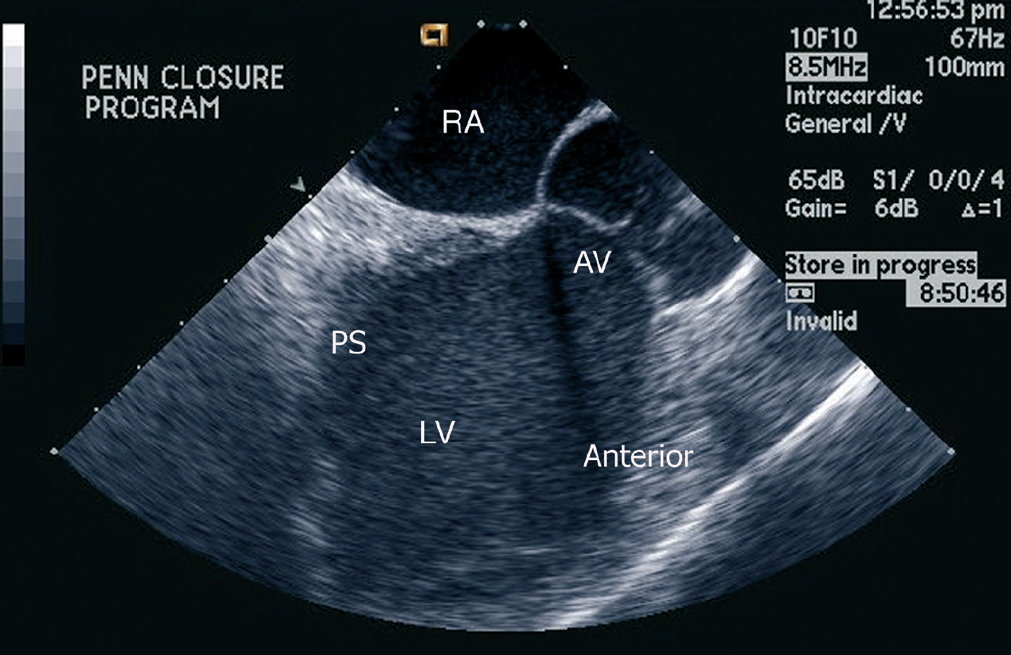 12:56:53 pm
10F10 67Hz
8.5MHz 100mm
Intracardiac
General /V
65dB S1/ 0/0/ 4
Gain= 6dB Δ=1
Store in progress
8:50:46
Invalid
PENN CLOSURE
PROGRAM
RA
AV
PS
LV
Anterior